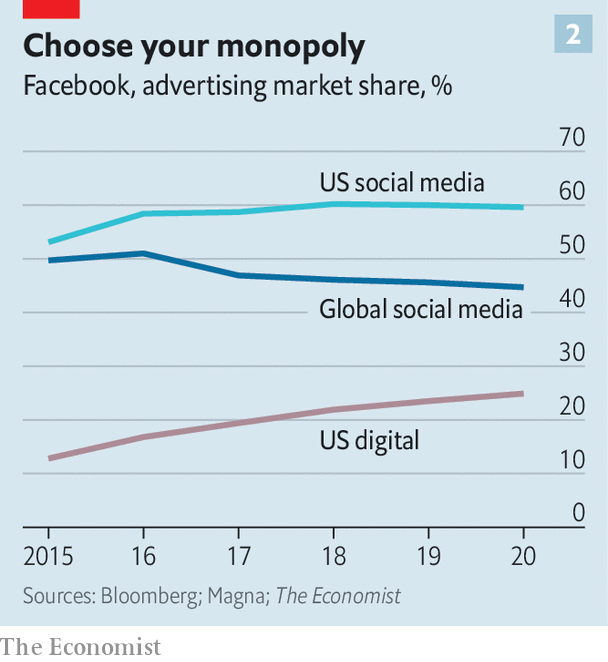 Choose your monopoly
2
Facebook, advertising market share, %
70
US social media
60
50
Global social media
40
30
20
US digital
10
0
2015 16 17 18 19 20
Sources: Bloomberg; Magna; The Economist
The Economist